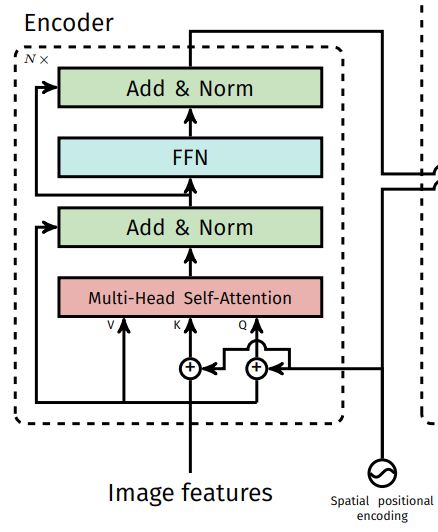 Encoder
N ×
Add & Norm
FFN
Add & Norm
Multi-Head Self-Attention
V K Q
+ +
Image features
Spatial positional
encoding